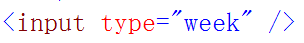 <input type="week" />